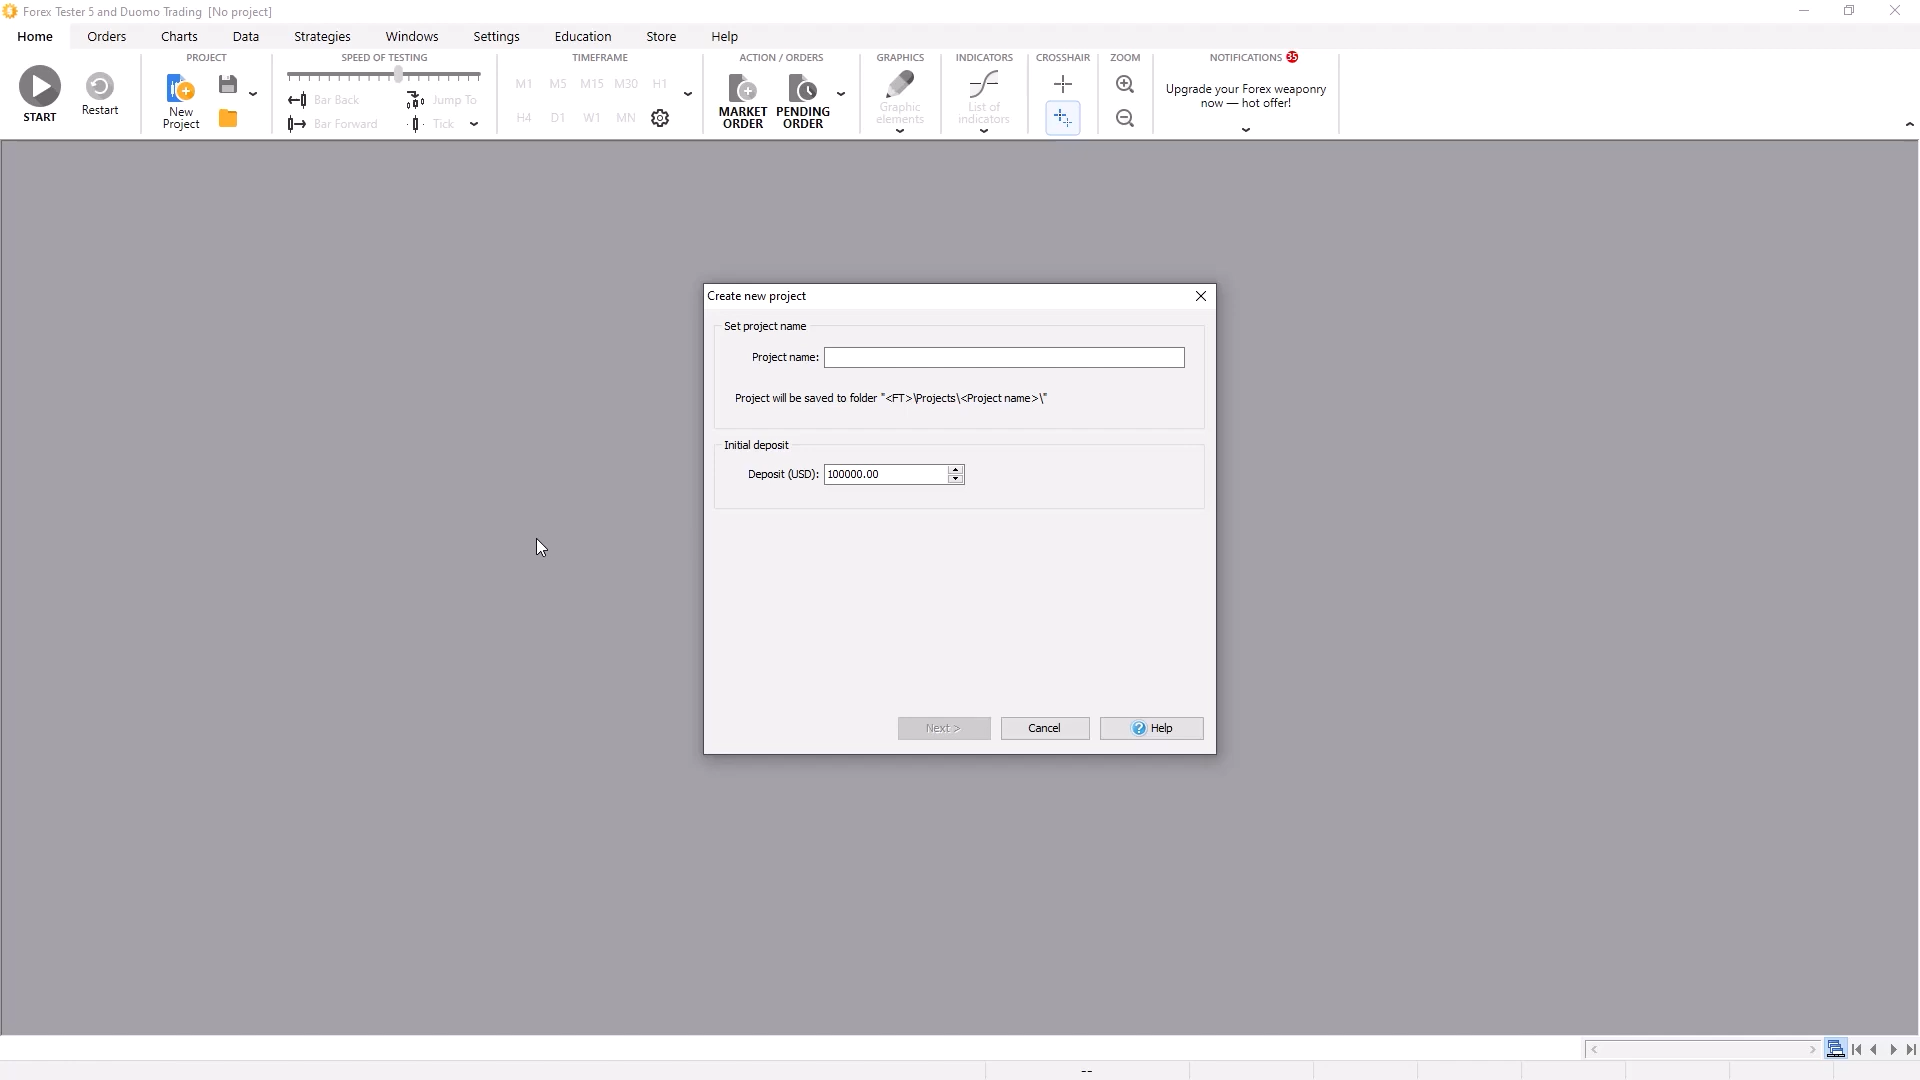 Forex Tester 5 and Duomo Trading [No project]
Home Orders Charts Data Strategies Windows Settings Education Store Help
PROJECT SPEED OF TESTING TIMEFRAME ACTION / ORDERS GRAPHICS INDICATORS CROSSHAIR ZOOM NOTIFICATIONS 35
START
Restart
New
Project
Bar Back Jump To
Bar Forward Tick
M1 M5 M15 M30 H1
H4 D1 W1 MN
MARKET
ORDER
PENDING
ORDER
Graphic
elements
List of
indicators
Upgrade your Forex weaponry
now — hot offer!
Create new project
Set project name
Project name:
Project will be saved to folder "<FT>\Projects\<Project name>\"
Initial deposit
Deposit (USD): 100000.00
Next > Cancel ? Help
--